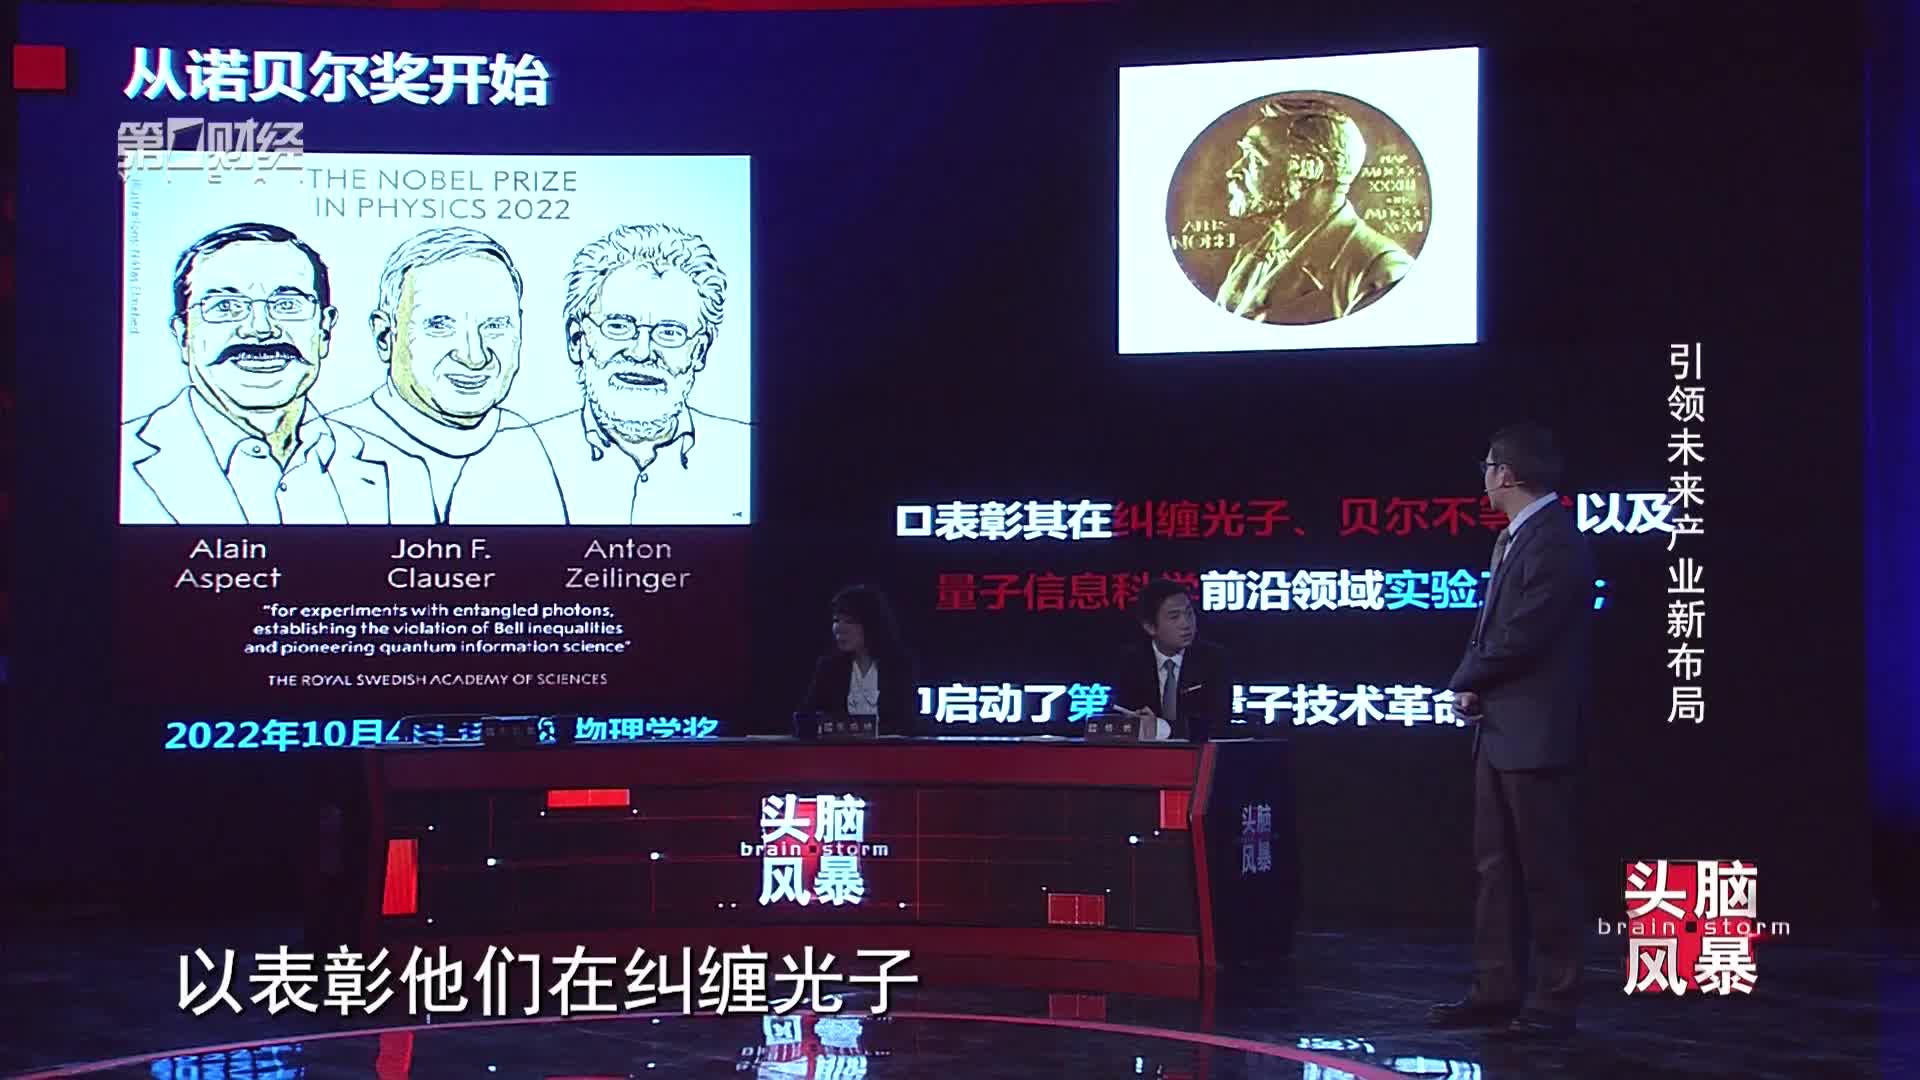 从诺贝尔奖开始
第一财经
THE NOBEL PRIZE
IN PHYSICS 2022
Alain
Aspect
John F.
Clauser
Anton
Zeilinger
"for experiments with entangled photons,
establishing the violation of Bell inequalities
and pioneering quantum information science"
THE ROYAL SWEDISH ACADEMY OF SCIENCES
2022年10月4
物理学奖
口表彰其在纠缠光子、贝尔不等 以及
量子信息科学前沿领域实验 ;
启动了第 量子技术革命
引领未来产业新布局
头脑
brain storm
风暴
头脑
风暴
头脑
brain storm
风暴
以表彰他们在纠缠光子